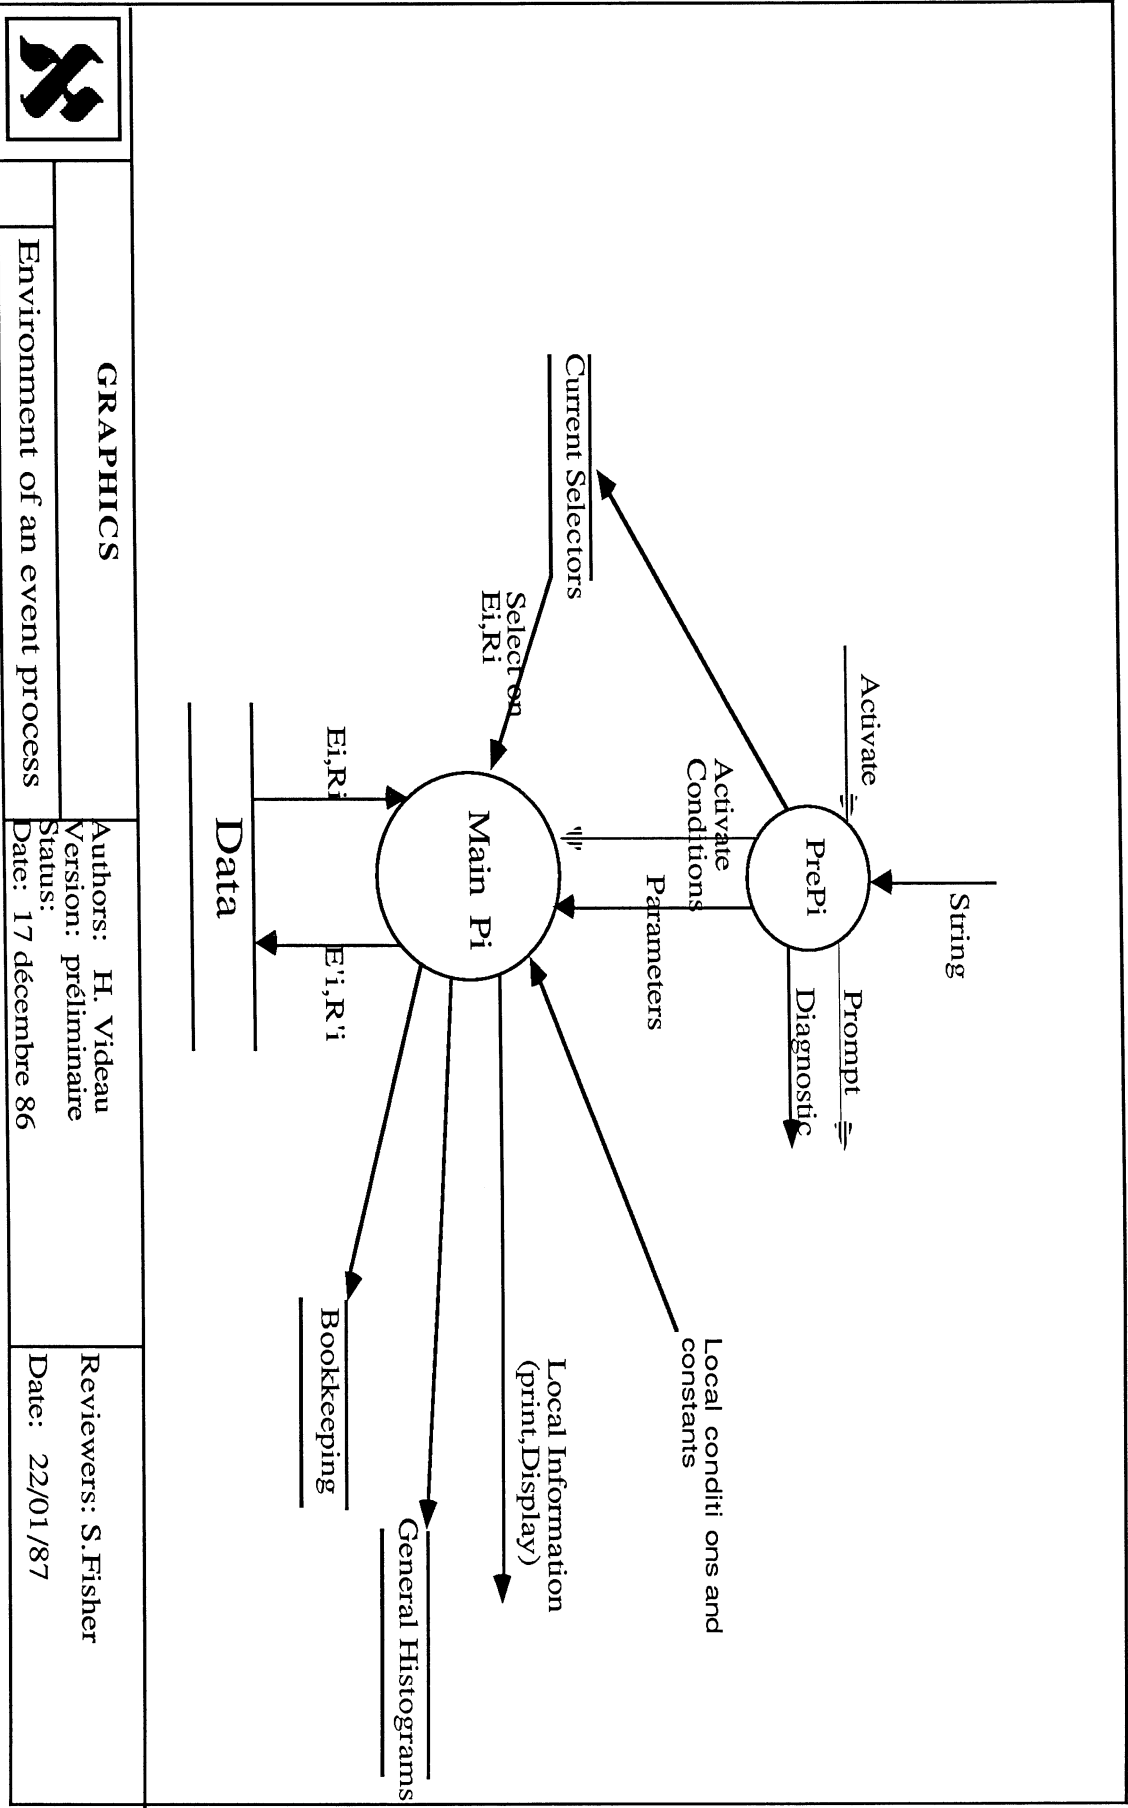 String
Activate
PrePi
Prompt
Diagnostic
Activate
Conditions
Parameters
Local conditi ons and
constants
Current Selectors
Select on
Ei,Ri
Main Pi
Local Information
(print,Display)
General Histograms
Ei,Ri
E'i,R'i
Bookkeeping
Data
א
GRAPHICS
Environment of an event process
Authors: H. Videau
Version: préliminaire
Status:
Date: 17 décembre 86
Reviewers: S.Fisher
Date: 22/01/87